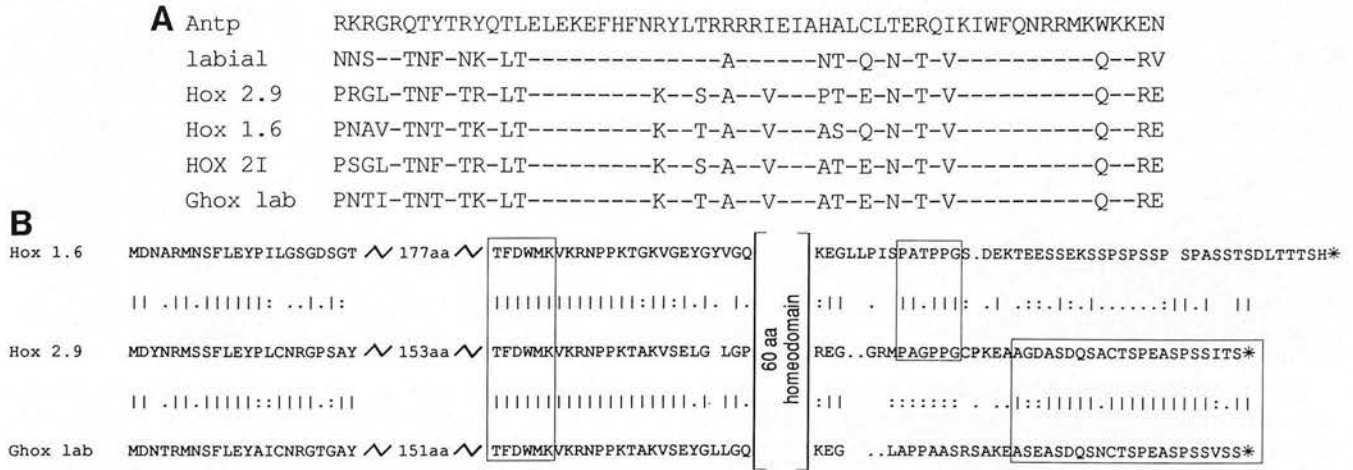 A Antp RKRGRQTYTRYQTLELEKEFHFNRYLTRRRRIEIAHALCLTERQIKIWFQNRRMKWKKEN
labial NNS--TNF-NK-LT---------------A------NT-Q-N-T-V----------Q--RV
Hox 2.9 PRGL-TNF-TR-LT---------K--S-A--V---PT-E-N-T-V----------Q--RE
Hox 1.6 PNAV-TNT-TK-LT---------K--T-A--V---AS-Q-N-T-V----------Q--RE
HOX 2I PSGL-TNF-TR-LT---------K--S-A--V---AT-E-N-T-V----------Q--RE
Ghox lab PNTI-TNT-TK-LT---------K--T-A--V---AT-E-N-T-V----------Q--RE
B
Hox 1.6 MDNARMNSFLEYPILGSGDSGT 177aa TFDWMKVKRNPPKTGKVGEYGYVGQ KEGLLPISPATPPGS.DEKTEESSEKSSPSPSSP SPASSTSDLTTTSH*
|| .||.||||||: ..|.|: |||||||||||||||:||:|| |. :|| . ||.||| : .| .::.:|.|......:||.| ||
60 aa homeodomain
Hox 2.9 MDYNRMSSFLEYPLCNRGPSAY 153aa TFDWMKVKRNPPKTAKVSELG LGP REG..GRMPAGPPGCPKEAAGDASDQSACTSPEASPSSITS*
|| .||.|||||::||||.:| ||||||||||||||||||||.| ||. :|| :::::: . ..|::|||||.|||||||||:.||
Ghox lab MDNTRMNSFLEYAICNRGTGAY 151aa TFDWMKVKRNPPKTAKVSEYGLLGQ KEG ..LAPPAASRSAKEASEASDQSNCTSPEASPSSVSS*